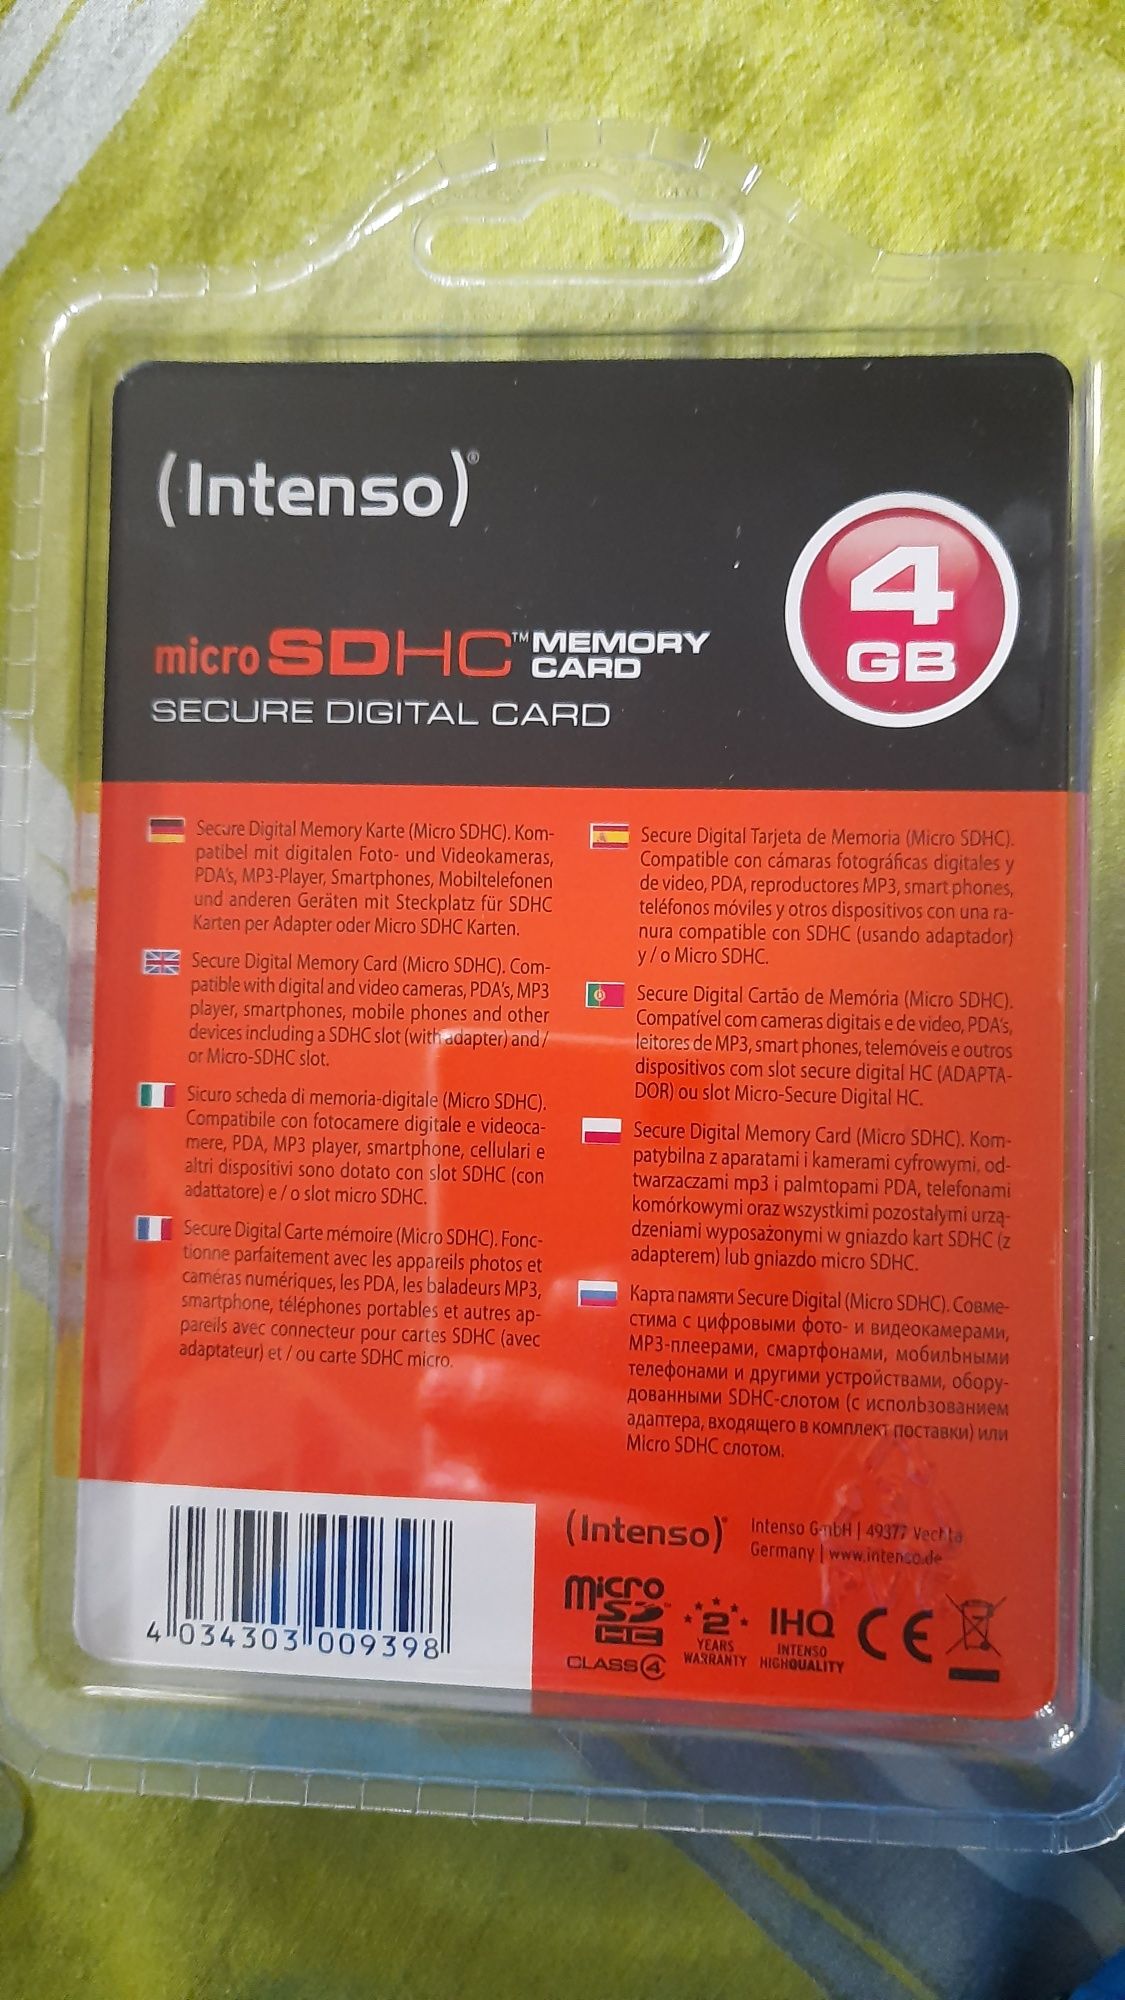 (Intenso)®
4
GB
micro SDHC™ MEMORY
CARD
SECURE DIGITAL CARD
Secure Digital Memory Karte (Micro SDHC). Kom-
patibel mit digitalen Foto- und Videokameras,
PDA's, MP3-Player, Smartphones, Mobiltelefonen
und anderen Geräten mit Steckplatz für SDHC
Karten per Adapter oder Micro SDHC Karten.
Secure Digital Memory Card (Micro SDHC). Com-
patible with digital and video cameras, PDA's, MP3
player, smartphones, mobile phones and other
devices including a SDHC slot (with adapter) and /
or Micro-SDHC slot.
Sicuro scheda di memoria-digitale (Micro SDHC).
Compatibile con fotocamere digitale e videoca-
mere, PDA, MP3 player, smartphone, cellulari e
altri dispositivi sono dotato con slot SDHC (con
adattatore) e / o slot micro SDHC.
Secure Digital Carte mémoire (Micro SDHC). Fonc-
tionne parfaitement avec les appareils photos et
caméras numériques, les PDA, les baladeurs MP3,
smartphone, téléphones portables et autres ap-
pareils avec connecteur pour cartes SDHC (avec
adaptateur) et / ou carte SDHC micro.
Secure Digital Tarjeta de Memoria (Micro SDHC).
Compatible con cámaras fotográficas digitales y
de video, PDA, reproductores MP3, smart phones,
teléfonos móviles y otros dispositivos con una ra-
nura compatible con SDHC (usando adaptador)
y / o Micro SDHC.
Secure Digital Cartão de Memória (Micro SDHC).
Compatível com cameras digitais e de video, PDA's,
leitores de MP3, smart phones, telemóveis e outros
dispositivos com slot secure digital HC (ADAPTA-
DOR) ou slot Micro-Secure Digital HC.
Secure Digital Memory Card (Micro SDHC). Kom-
patybilna z aparatami i kamerami cyfrowymi, od-
twarzaczami mp3 i palmtopami PDA, telefonami
komórkowymi oraz wszystkimi pozostałymi urzą-
dzeniami wyposażonymi w gniazdo kart SDHC (z
adapterem) lub gniazdo micro SDHC.
Карта памяти Secure Digital (Micro SDHC). Совме-
стима с цифровыми фото- и видеокамерами,
MP3-плеерами, смартфонами, мобильными
телефонами и другими устройствами, обору-
дованными SDHC-слотом (с использованием
адаптера, входящего в комплект поставки) или
Micro SDHC слотом.
4 034303 009398
(Intenso)®
Intenso GmbH | 49377 Vechta
Germany | www.intenso.de
micro
SD™
HC
CLASS 4
2
YEARS
WARRANTY
IHQ
INTENSO
HIGHQUALITY
CE